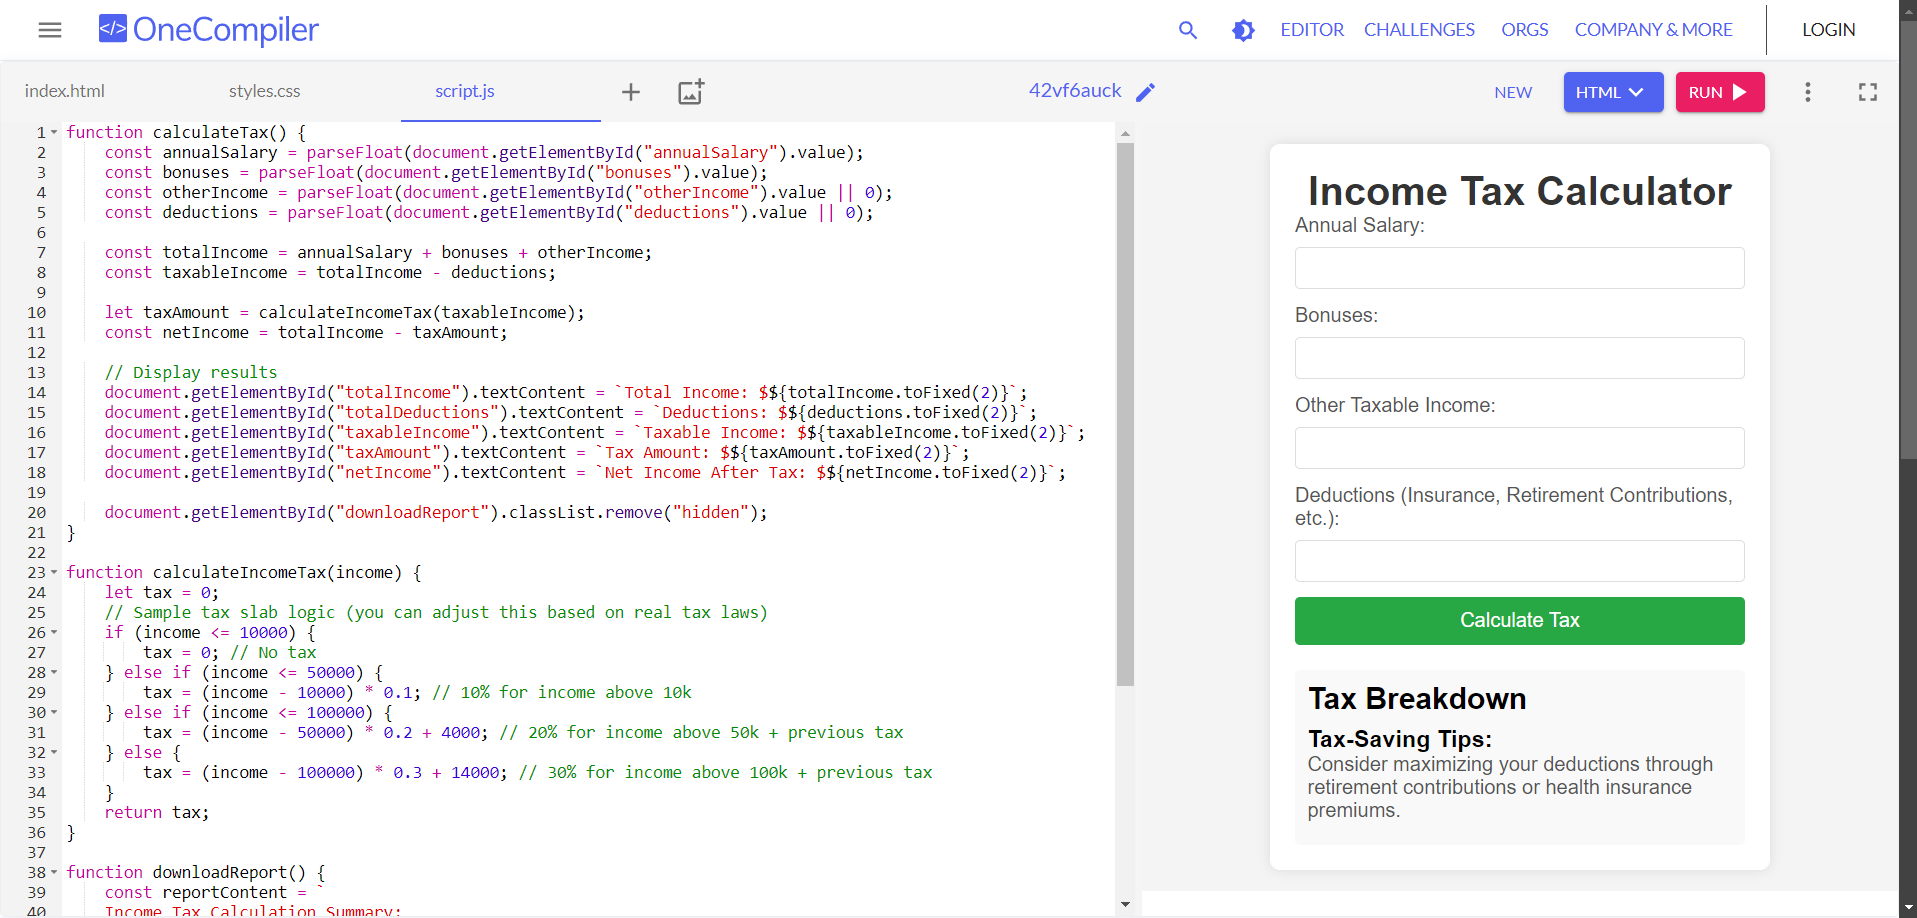 </> OneCompiler
EDITOR CHALLENGES ORGS COMPANY & MORE LOGIN
index.html styles.css script.js 42vf6auck NEW HTML RUN
1 function calculateTax() {
2 const annualSalary = parseFloat(document.getElementById("annualSalary").value);
3 const bonuses = parseFloat(document.getElementById("bonuses").value);
4 const otherIncome = parseFloat(document.getElementById("otherIncome").value || 0);
5 const deductions = parseFloat(document.getElementById("deductions").value || 0);
6
7 const totalIncome = annualSalary + bonuses + otherIncome;
8 const taxableIncome = totalIncome - deductions;
9
10 let taxAmount = calculateIncomeTax(taxableIncome);
11 const netIncome = totalIncome - taxAmount;
12
13 // Display results
14 document.getElementById("totalIncome").textContent = `Total Income: $${totalIncome.toFixed(2)}`;
15 document.getElementById("totalDeductions").textContent = `Deductions: $${deductions.toFixed(2)}`;
16 document.getElementById("taxableIncome").textContent = `Taxable Income: $${taxableIncome.toFixed(2)}`;
17 document.getElementById("taxAmount").textContent = `Tax Amount: $${taxAmount.toFixed(2)}`;
18 document.getElementById("netIncome").textContent = `Net Income After Tax: $${netIncome.toFixed(2)}`;
19
20 document.getElementById("downloadReport").classList.remove("hidden");
21 }
22
23 function calculateIncomeTax(income) {
24 let tax = 0;
25 // Sample tax slab logic (you can adjust this based on real tax laws)
26 if (income <= 10000) {
27 tax = 0; // No tax
28 } else if (income <= 50000) {
29 tax = (income - 10000) * 0.1; // 10% for income above 10k
30 } else if (income <= 100000) {
31 tax = (income - 50000) * 0.2 + 4000; // 20% for income above 50k + previous tax
32 } else {
33 tax = (income - 100000) * 0.3 + 14000; // 30% for income above 100k + previous tax
34 }
35 return tax;
36 }
37
38 function downloadReport() {
39 const reportContent = `
40 Income Tax Calculation Summary:
Income Tax Calculator
Annual Salary:
Bonuses:
Other Taxable Income:
Deductions (Insurance, Retirement Contributions,
etc.):
Calculate Tax
Tax Breakdown
Tax-Saving Tips:
Consider maximizing your deductions through
retirement contributions or health insurance
premiums.